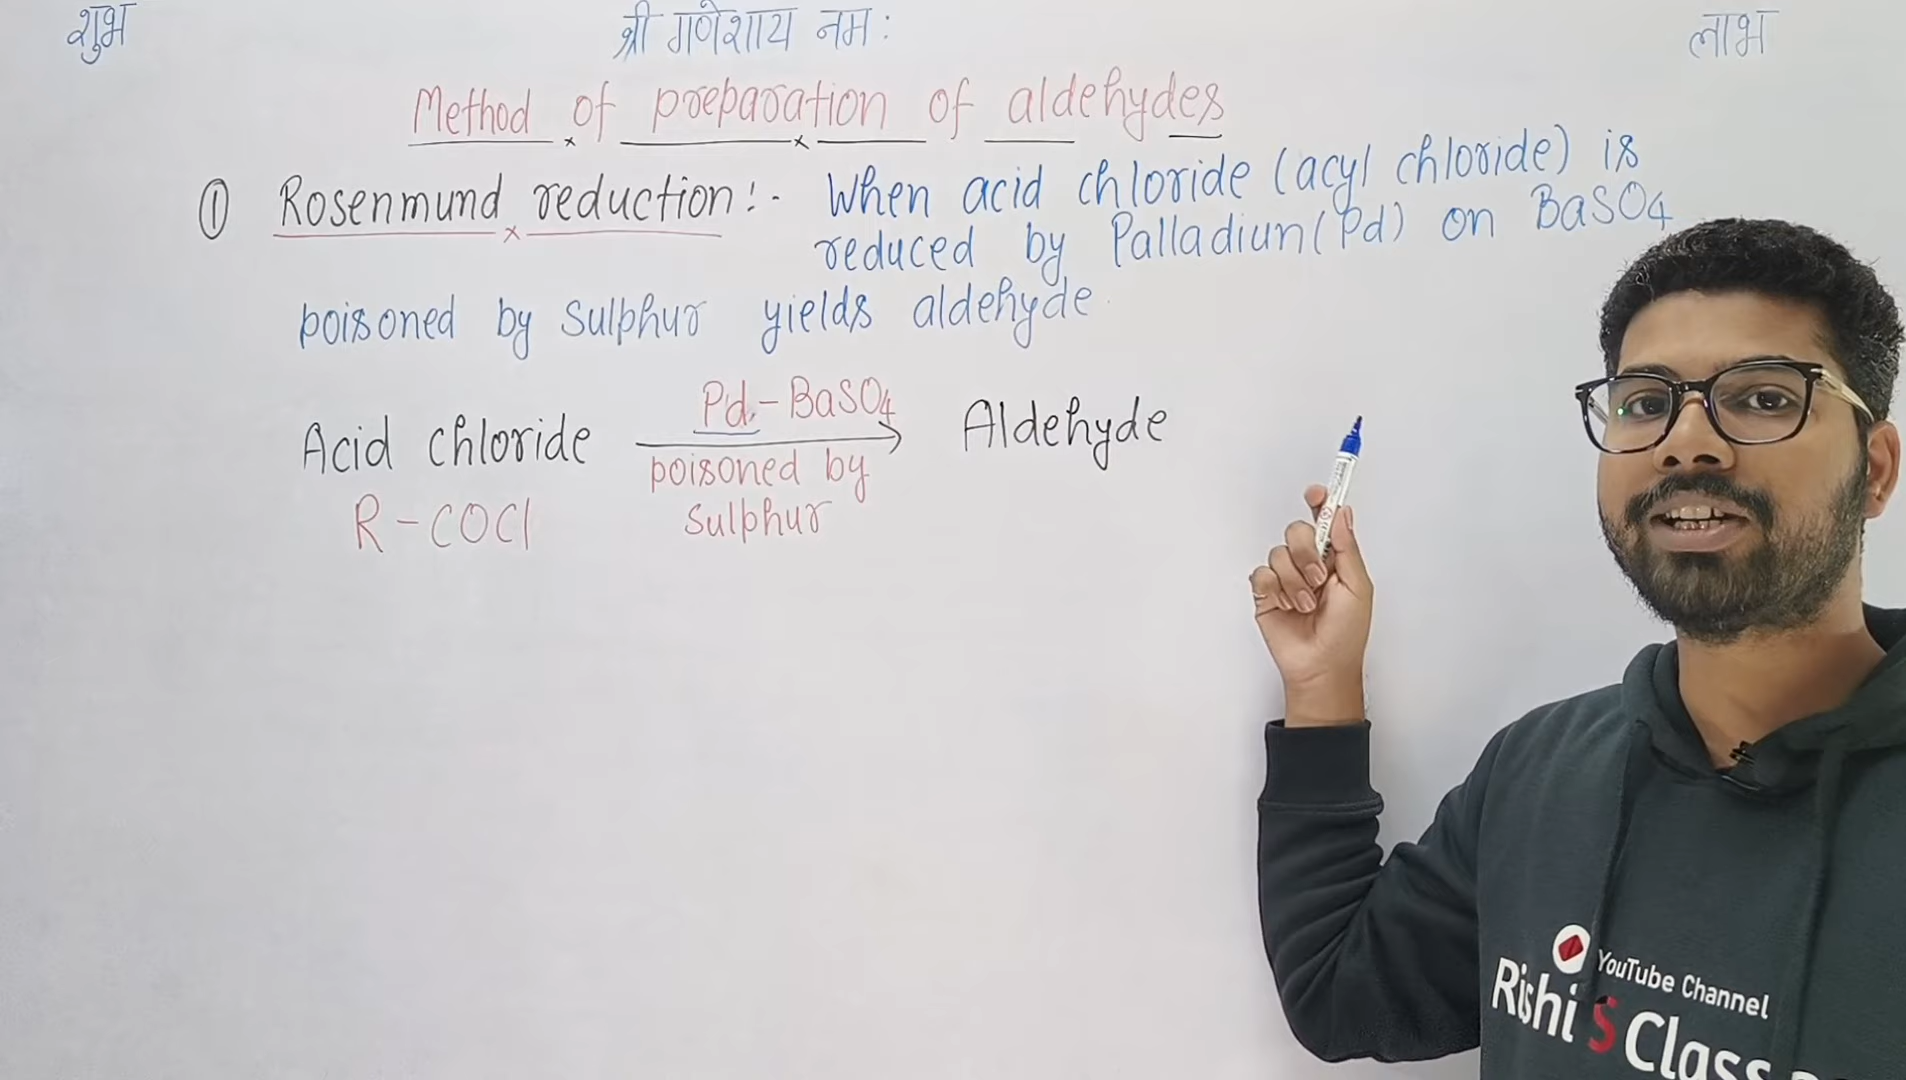 शुभ
श्री गणेशाय नम:
लाभ
Method of preparation of aldehydes
① Rosenmund reduction:- When acid chloride (acyl chloride) is
reduced by Palladiun(Pd) on BaSO4
poisoned by sulphur yields aldehyde.
Acid chloride
Pd-BaSO4
poisoned by
sulphur
Aldehyde
R-COCl
YouTube Channel
Rishi S Class